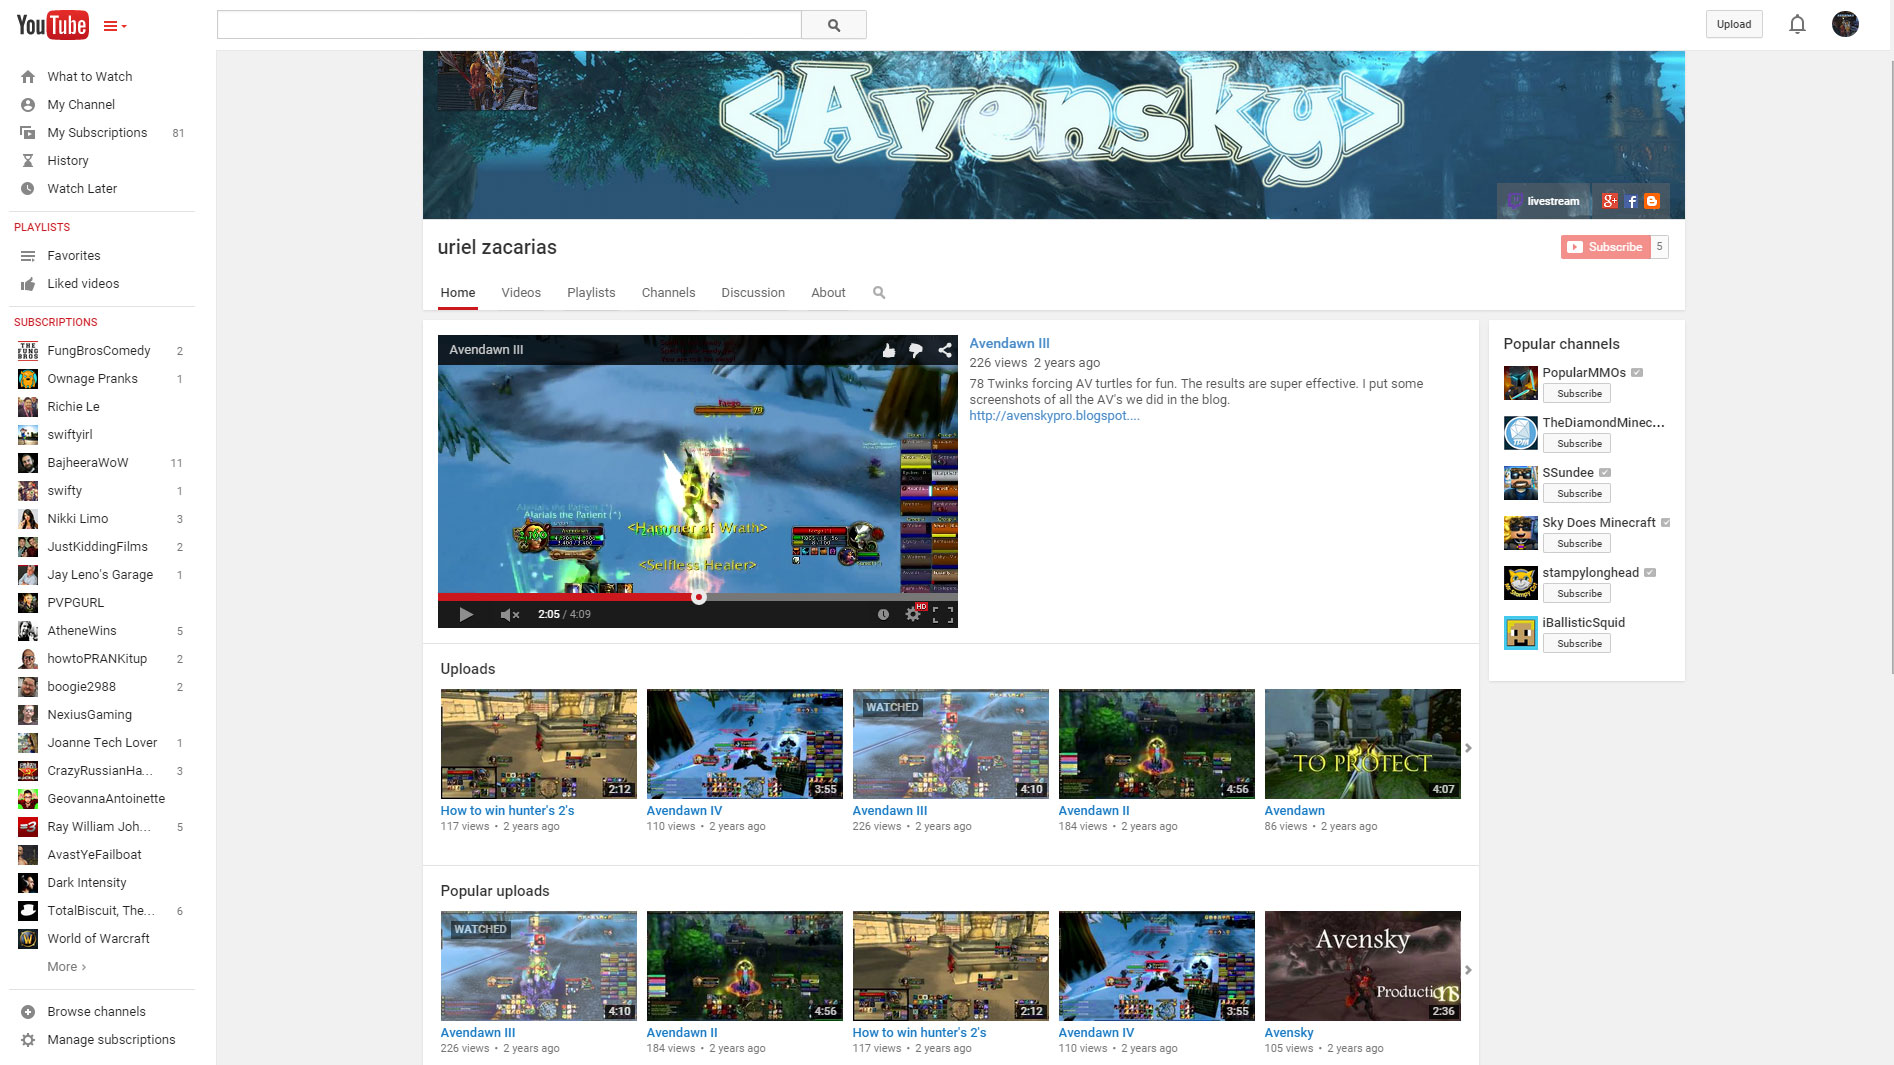 YouTube
Upload
What to Watch
My Channel
My Subscriptions 81
History
Watch Later
PLAYLISTS
Favorites
Liked videos
SUBSCRIPTIONS
THE FUNG BROS
FungBrosComedy 2
Ownage Pranks 1
Richie Le
swiftyirl
BajheeraWoW 11
swifty 1
Nikki Limo 3
JustKiddingFilms 2
Jay Leno's Garage 1
PVPGURL
AtheneWins 5
howtoPRANKitup 2
boogie2988 2
NexiusGaming
Joanne Tech Lover 1
CrazyRussianHa... 3
GeovannaAntoinette
Ray William Joh... 5
AvastYeFailboat
Dark Intensity
TotalBiscuit, The... 6
World of Warcraft
More ›
Browse channels
Manage subscriptions
<Avensky>
livestream
uriel zacarias
Subscribe 5
Home Videos Playlists Channels Discussion About
Avendawn III
Alariais the Patient (^)
Alariais the Patient (^)
<Hammer of Wrath>
<Selfless Healer>
2:05 / 4:09
HD
Avendawn III
226 views 2 years ago
78 Twinks forcing AV turtles for fun. The results are super effective. I put some
screenshots of all the AV's we did in the blog.
http://avenskypro.blogspot....
Uploads
2:12
How to win hunter's 2's
117 views • 2 years ago
3:55
Avendawn IV
110 views • 2 years ago
WATCHED
4:10
Avendawn III
226 views • 2 years ago
4:56
Avendawn II
184 views • 2 years ago
TO PROTECT
4:07
Avendawn
86 views • 2 years ago
Popular uploads
WATCHED
4:10
Avendawn III
226 views • 2 years ago
4:56
Avendawn II
184 views • 2 years ago
2:12
How to win hunter's 2's
117 views • 2 years ago
3:55
Avendawn IV
110 views • 2 years ago
Avensky
Productions
2:36
Avensky
105 views • 2 years ago
Popular channels
PopularMMOs
Subscribe
TDM
TheDiamondMinec...
Subscribe
SSundee
Subscribe
Sky Does Minecraft
Subscribe
stampylonghead
Subscribe
iBallisticSquid
Subscribe